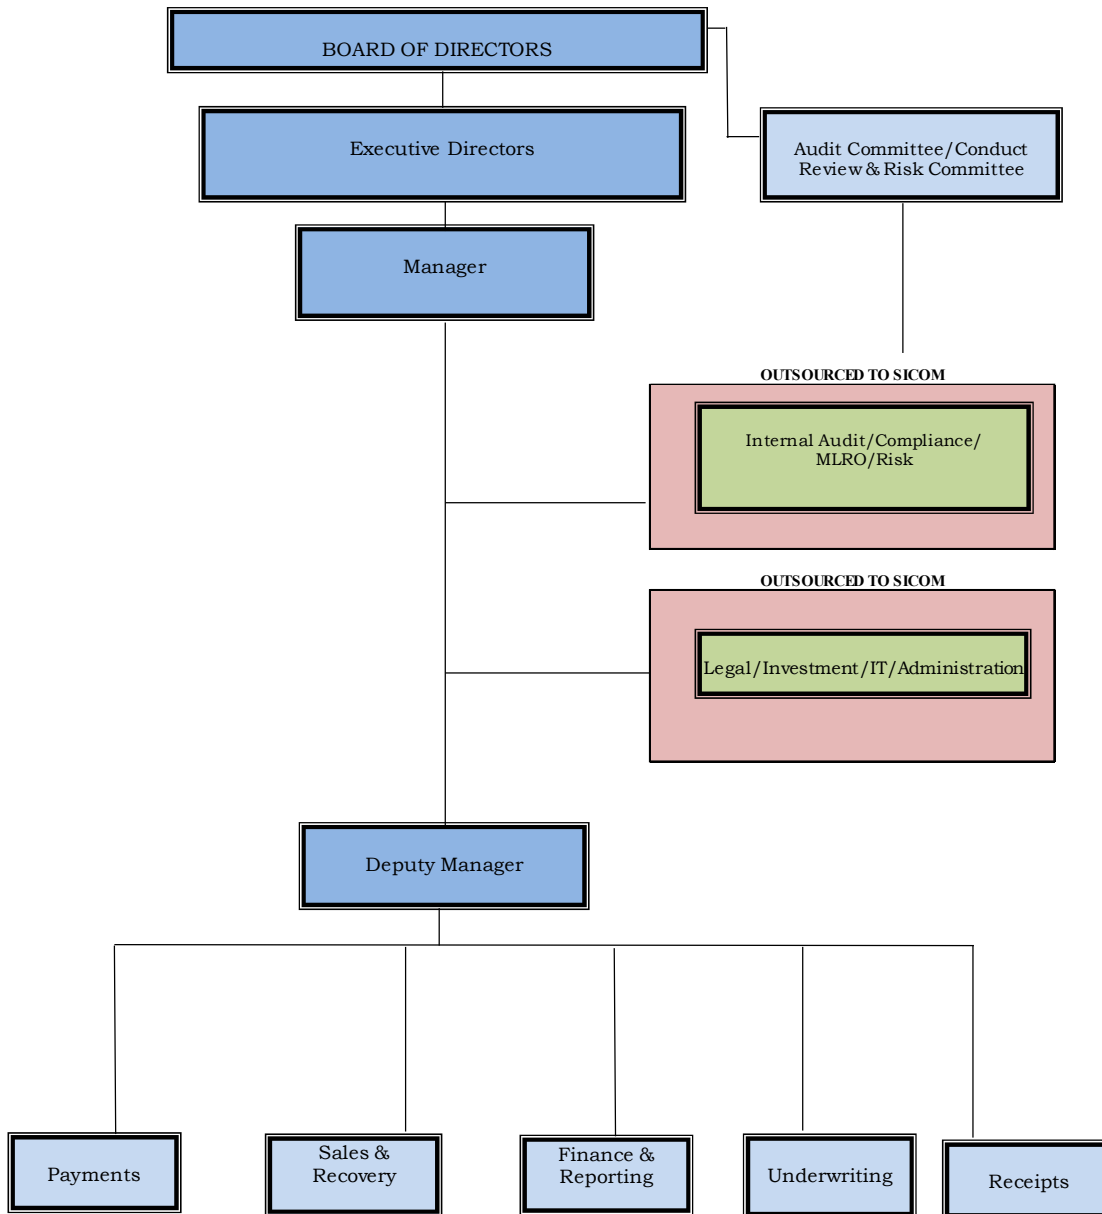 BOARD OF DIRECTORS
Executive Directors
Audit Committee/Conduct
Review & Risk Committee
Manager
OUTSOURCED TO SICOM
Internal Audit/Compliance/
MLRO/Risk
OUTSOURCED TO SICOM
Legal/Investment/IT/Administration
Deputy Manager
Payments
Sales &
Recovery
Finance &
Reporting
Underwriting
Receipts